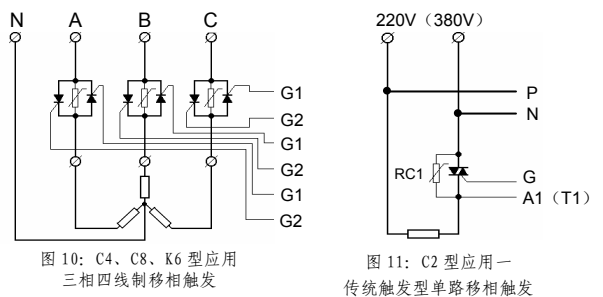 N
A
B
C
G1
G2
G1
G2
G1
G2
图 10：C4、C8、K6 型应用
三相四线制移相触发
220V（380V）
P
N
RC1
G
A1（T1）
图 11：C2 型应用一
传统触发型单路移相触发